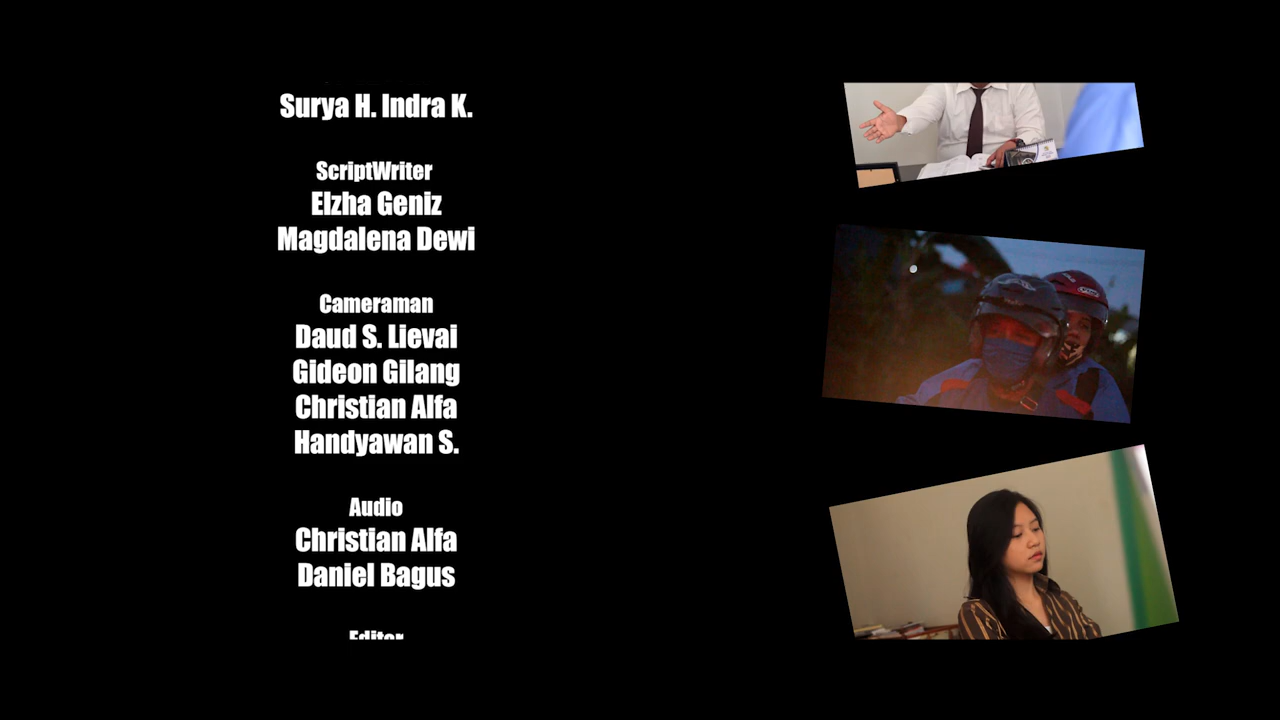 Surya H. Indra K.
ScriptWriter
Elzha Geniz
Magdalena Dewi
Cameraman
Daud S. Lievai
Gideon Gilang
Christian Alfa
Handyawan S.
Audio
Christian Alfa
Daniel Bagus
Editor